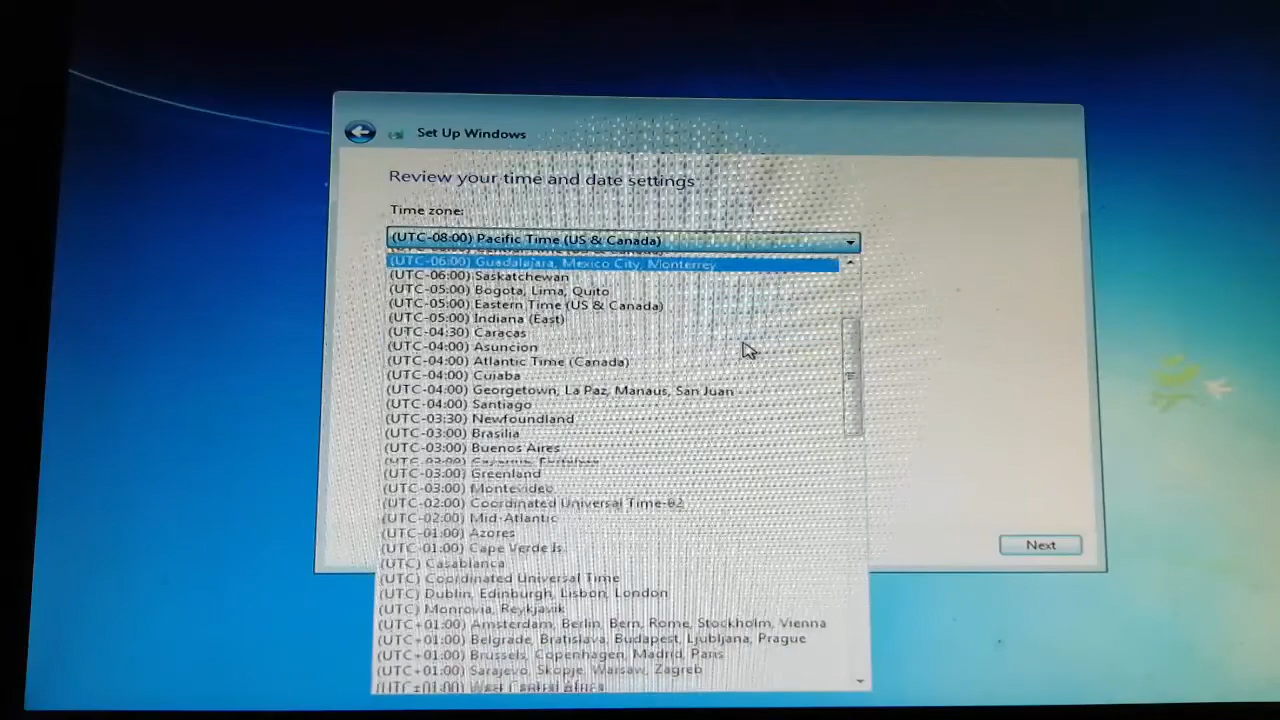 Set Up Windows
Review your time and date settings
Time zone:
(UTC-08:00) Pacific Time (US & Canada)
(UTC-06:00) Guadalajara, Mexico City, Monterrey
(UTC-06:00) Saskatchewan
(UTC-05:00) Bogota, Lima, Quito
(UTC-05:00) Eastern Time (US & Canada)
(UTC-05:00) Indiana (East)
(UTC-04:30) Caracas
(UTC-04:00) Asuncion
(UTC-04:00) Atlantic Time (Canada)
(UTC-04:00) Cuiaba
(UTC-04:00) Georgetown, La Paz, Manaus, San Juan
(UTC-04:00) Santiago
(UTC-03:30) Newfoundland
(UTC-03:00) Brasilia
(UTC-03:00) Buenos Aires
(UTC-03:00) Cayenne, Fortaleza
(UTC-03:00) Greenland
(UTC-03:00) Montevideo
(UTC-02:00) Coordinated Universal Time-02
(UTC-02:00) Mid-Atlantic
(UTC-01:00) Azores
(UTC-01:00) Cape Verde Is.
(UTC) Casablanca
(UTC) Coordinated Universal Time
(UTC) Dublin, Edinburgh, Lisbon, London
(UTC) Monrovia, Reykjavik
(UTC+01:00) Amsterdam, Berlin, Bern, Rome, Stockholm, Vienna
(UTC+01:00) Belgrade, Bratislava, Budapest, Ljubljana, Prague
(UTC+01:00) Brussels, Copenhagen, Madrid, Paris
(UTC+01:00) Sarajevo, Skopje, Warsaw, Zagreb
(UTC+01:00) West Central Africa
Next